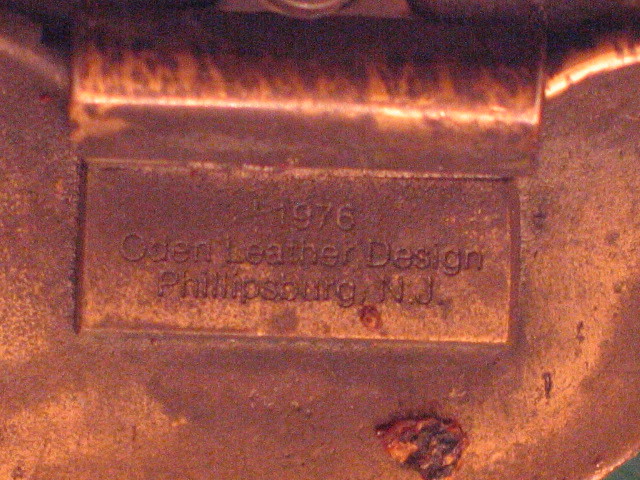 1976
Oden Leather Design
Phillipsburg, N.J.